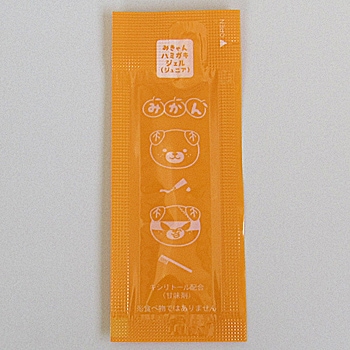 みきゃん
ハミガキ
ジェル
(ジュニア)
OPEN
みかん
キシリトール配合
(甘味剤)
※食べ物ではありません